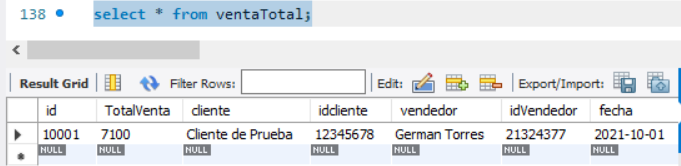 138 select * from ventaTotal;
Result Grid Filter Rows: Edit: Export/Import:
id TotalVenta cliente idcliente vendedor idVendedor fecha
10001 7100 Cliente de Prueba 12345678 German Torres 21324377 2021-10-01
NULL NULL NULL NULL NULL NULL NULL